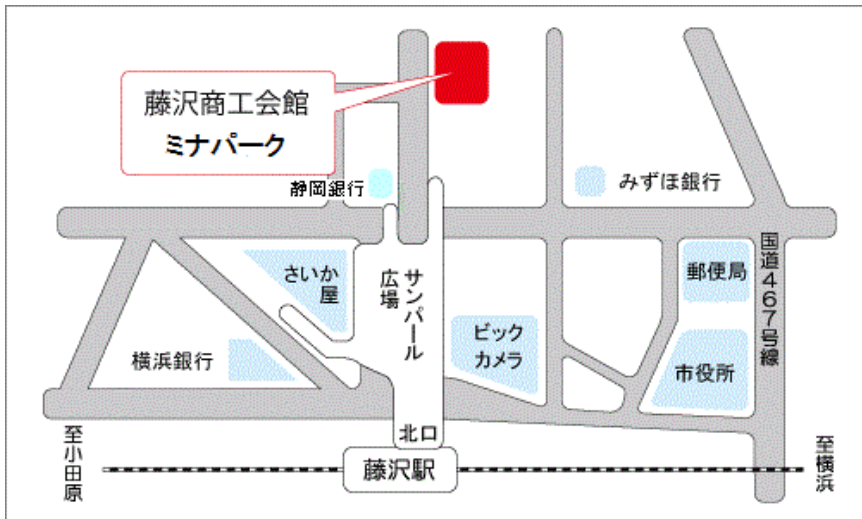 藤沢商工会館
ミナパーク
静岡銀行
みずほ銀行
さいか
屋
サンパール
広場
ビック
カメラ
郵便局
市役所
国道467号線
横浜銀行
北口
藤沢駅
至小田原
至横浜